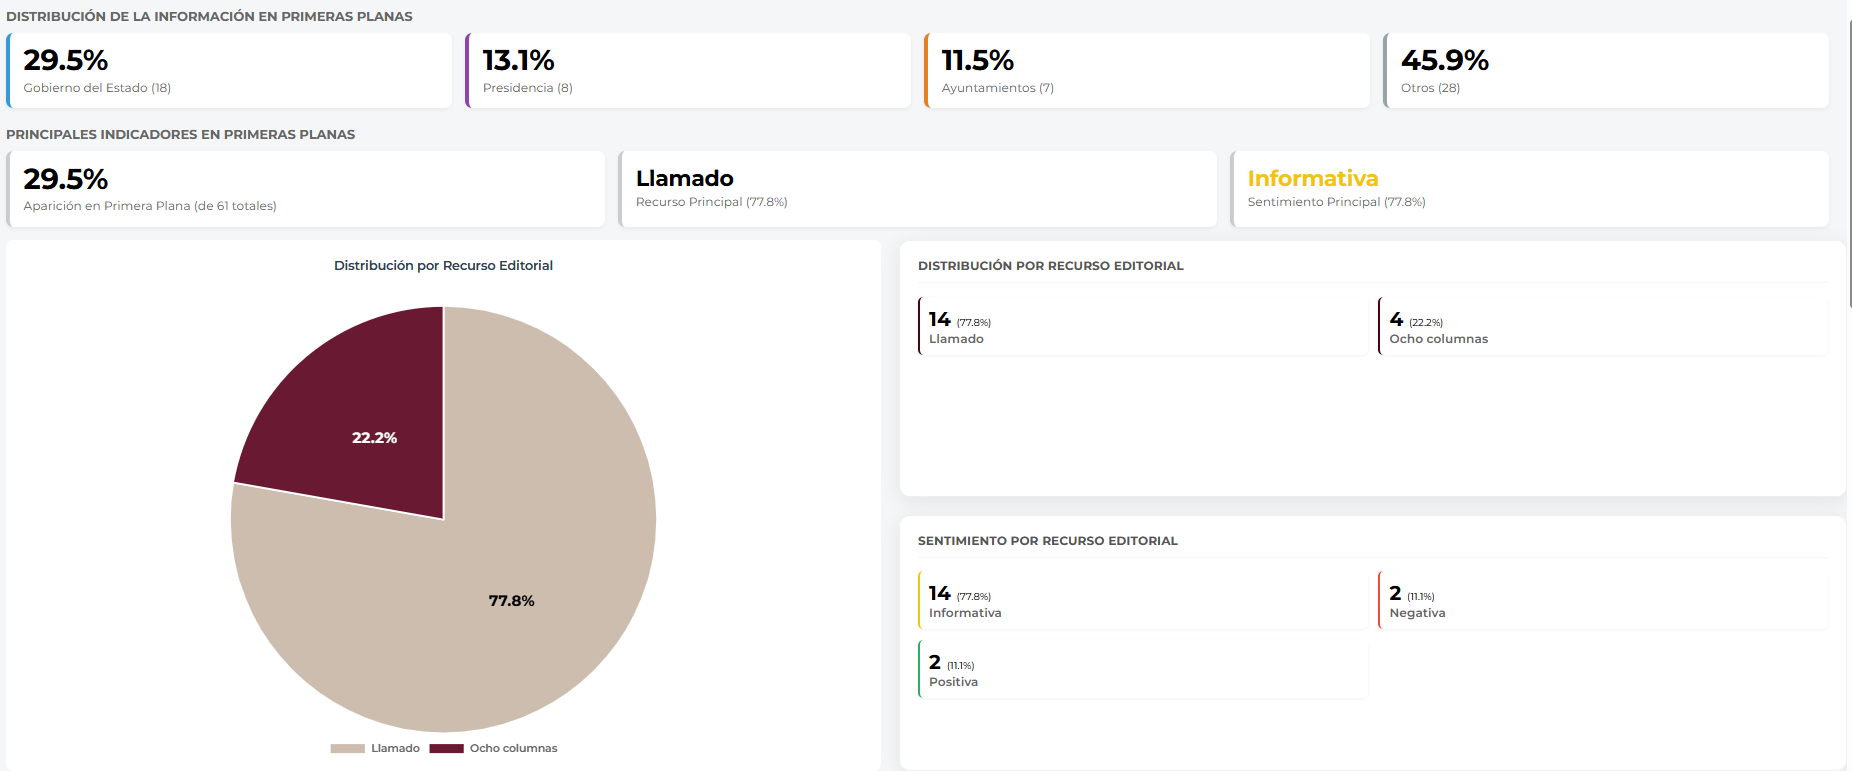 DISTRIBUCIÓN DE LA INFORMACIÓN EN PRIMERAS PLANAS
29.5%
Gobierno del Estado (18)
13.1%
Presidencia (8)
11.5%
Ayuntamientos (7)
45.9%
Otros (28)
PRINCIPALES INDICADORES EN PRIMERAS PLANAS
29.5%
Aparición en Primera Plana (de 61 totales)
Llamado
Recurso Principal (77.8%)
Informativa
Sentimiento Principal (77.8%)
Distribución por Recurso Editorial
22.2%
77.8%
Llamado
Ocho columnas
DISTRIBUCIÓN POR RECURSO EDITORIAL
14 (77.8%)
Llamado
4 (22.2%)
Ocho columnas
SENTIMIENTO POR RECURSO EDITORIAL
14 (77.8%)
Informativa
2 (11.1%)
Negativa
2 (11.1%)
Positiva